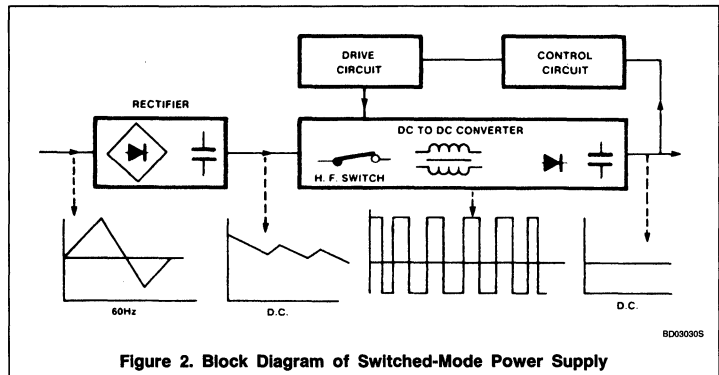 DRIVE
CIRCUIT
CONTROL
CIRCUIT
RECTIFIER
DC TO DC CONVERTER
H. F. SWITCH
60Hz
D.C.
D.C.
BD03030S
Figure 2. Block Diagram of Switched-Mode Power Supply